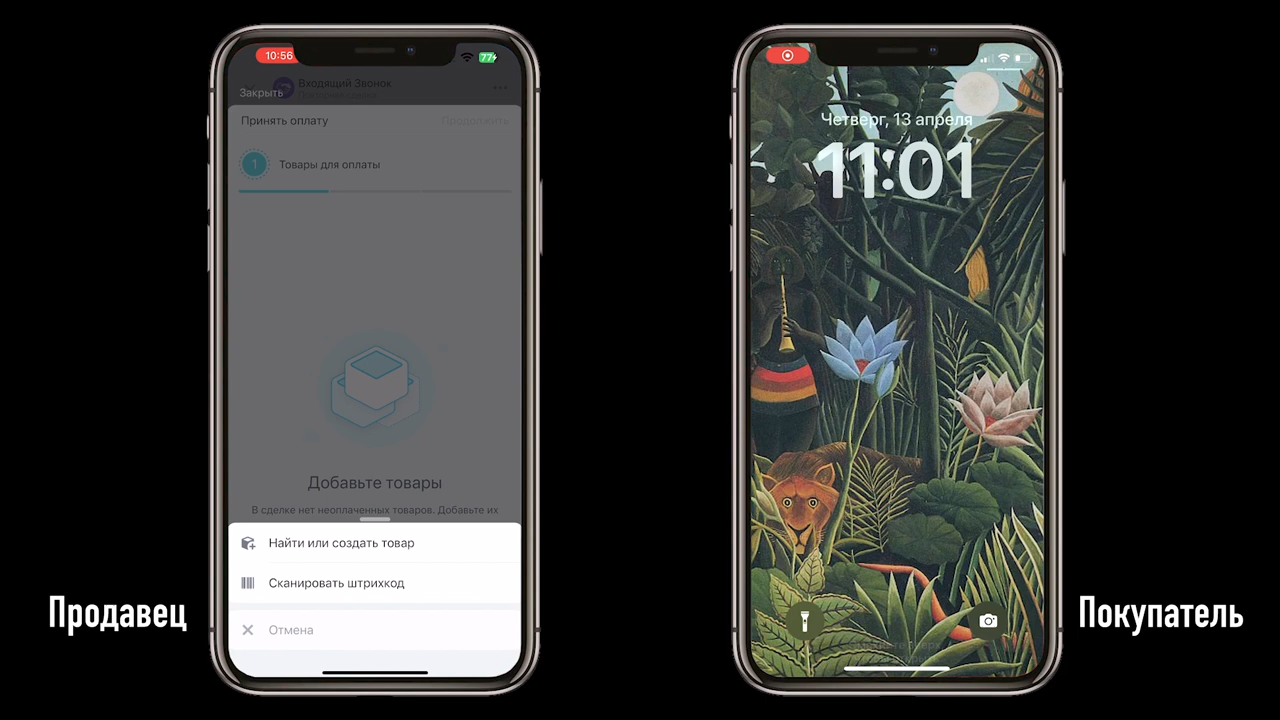 10:56
77
Входящий Звонок
Закрыть
Принять оплату
Продолжить
1
Товары для оплаты
Добавьте товары
В сделке нет неоплаченных товаров. Добавьте их
Найти или создать товар
Сканировать штрихкод
Отмена
Продавец
Четверг, 13 апреля
11:01
Покупатель